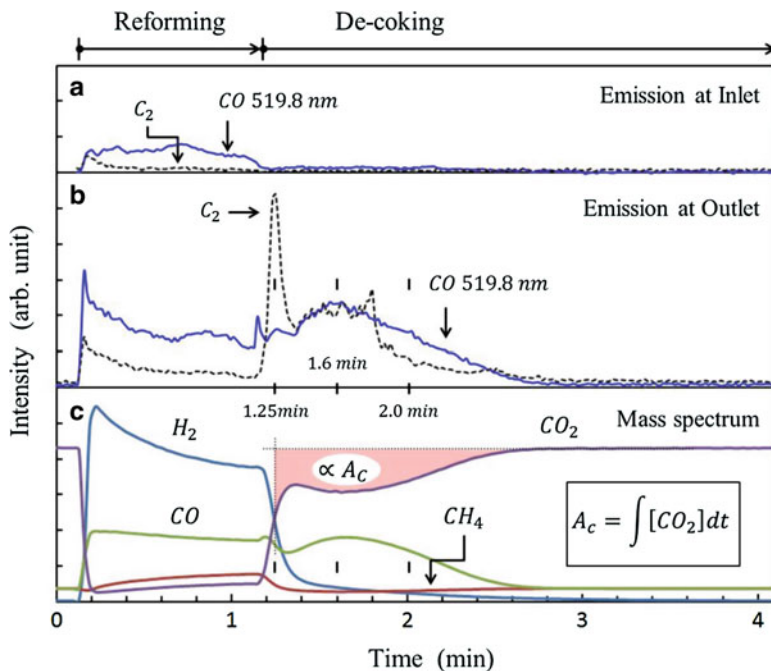 Reforming De-coking
a
C₂ CO 519.8 nm Emission at Inlet
b
C₂ Emission at Outlet
CO 519.8 nm
1.6 min
1.25min 2.0 min
c
H₂ CO₂ Mass spectrum
∝ A_C
CO CH₄
A_c = ∫[CO₂]dt
Intensity (arb. unit)
0 1 2 3 4
Time (min)